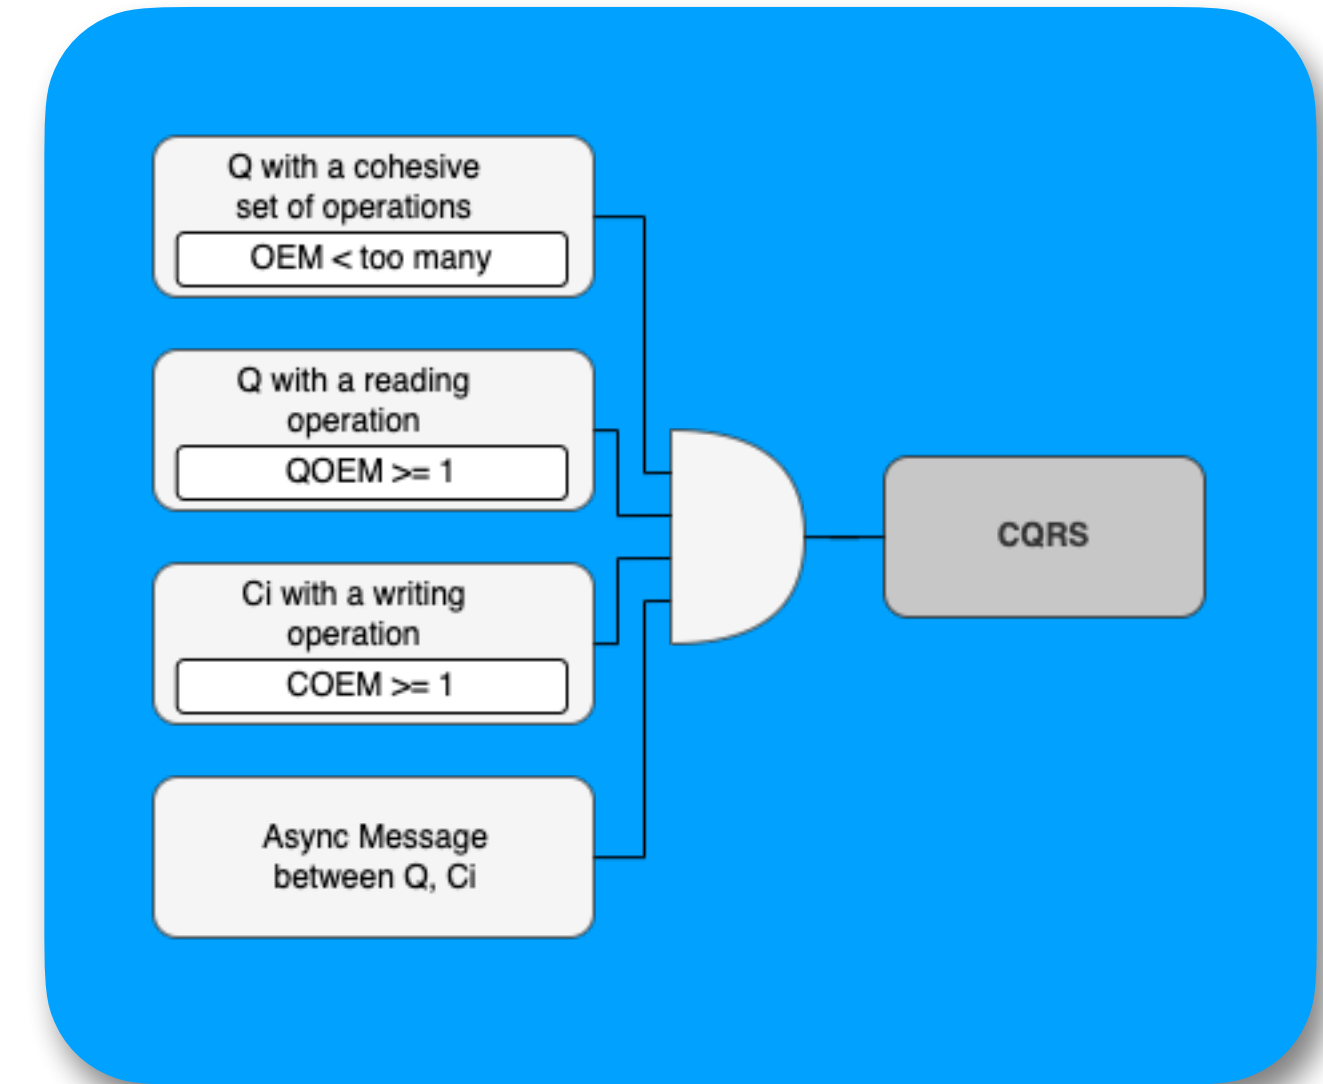 Q with a cohesive
set of operations
OEM < too many
Q with a reading
operation
QOEM >= 1
Ci with a writing
operation
COEM >= 1
Async Message
between Q, Ci
CQRS